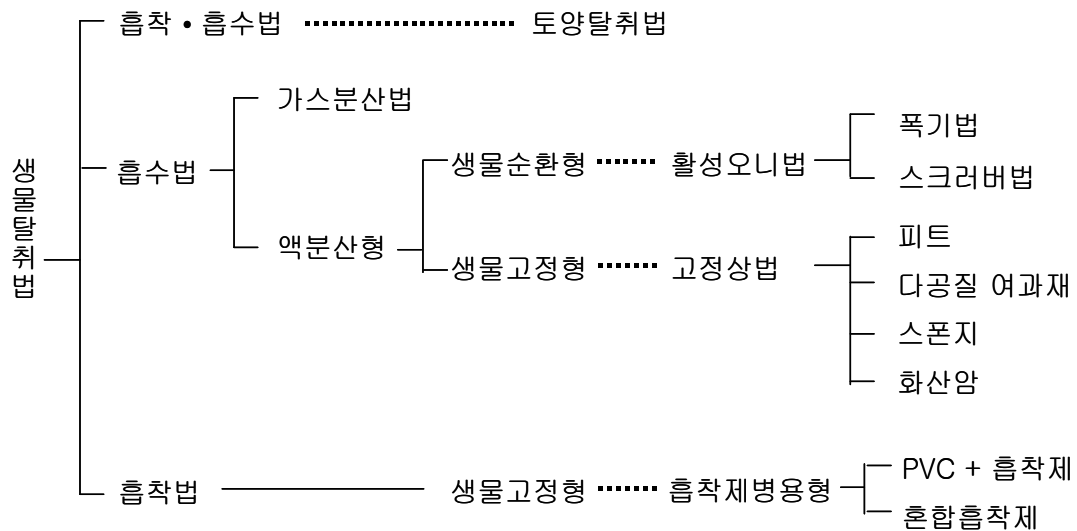 생물탈취법
흡착 • 흡수법
토양탈취법
흡수법
가스분산법
액분산형
생물순환형
활성오니법
폭기법
스크러버법
생물고정형
고정상법
피트
다공질 여과재
스폰지
화산암
흡착법
생물고정형
흡착제병용형
PVC + 흡착제
혼합흡착제